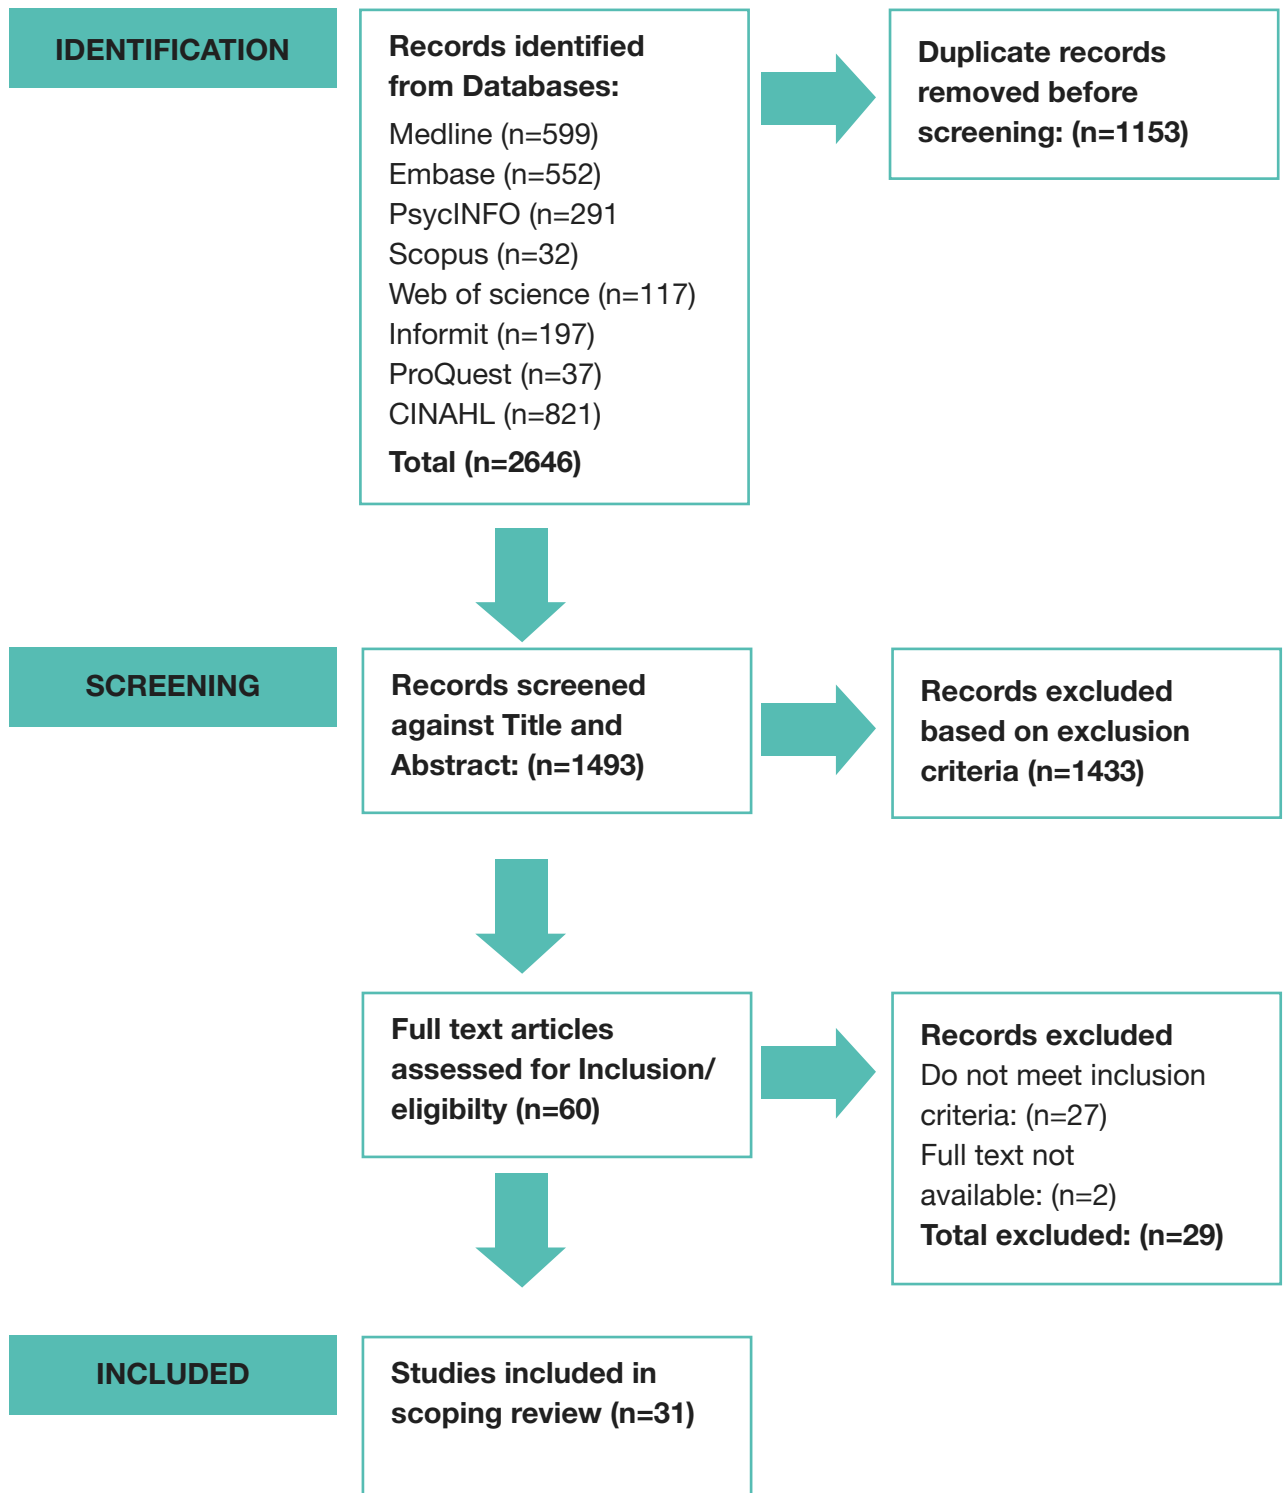 IDENTIFICATION
Records identified
from Databases:
Medline (n=599)
Embase (n=552)
PsycINFO (n=291
Scopus (n=32)
Web of science (n=117)
Informit (n=197)
ProQuest (n=37)
CINAHL (n=821)
Total (n=2646)
Duplicate records
removed before
screening: (n=1153)
SCREENING
Records screened
against Title and
Abstract: (n=1493)
Records excluded
based on exclusion
criteria (n=1433)
Full text articles
assessed for Inclusion/
eligibilty (n=60)
Records excluded
Do not meet inclusion
criteria: (n=27)
Full text not
available: (n=2)
Total excluded: (n=29)
INCLUDED
Studies included in
scoping review (n=31)